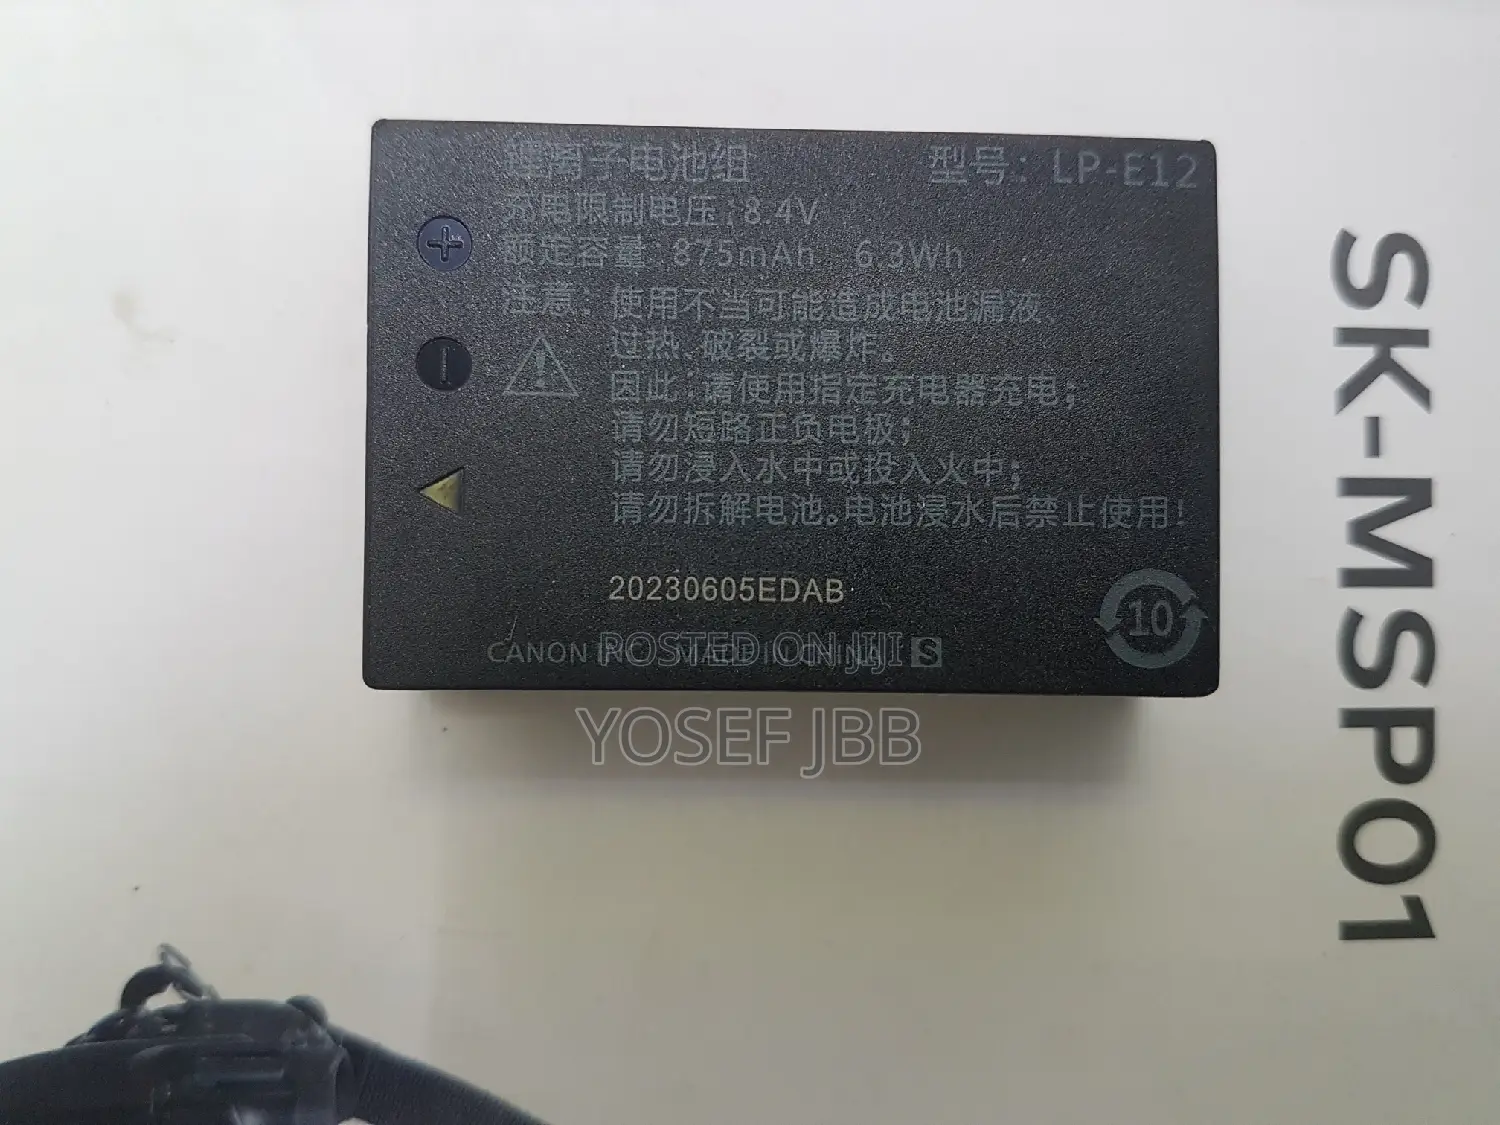 锂离子电池组 型号: LP-E12
充电限制电压:8.4V
额定容量:875mAh 6.3Wh
注意: 使用不当可能造成电池漏液、
过热、破裂或爆炸。
因此:请使用指定充电器充电;
请勿短路正负电极;
请勿浸入水中或投入火中;
请勿拆解电池。电池浸水后禁止使用!
20230605EDAB
10
CANON INC. MADE IN CHINA S
POSTED ON JIJI
YOSEF JBB
SK-MSP01